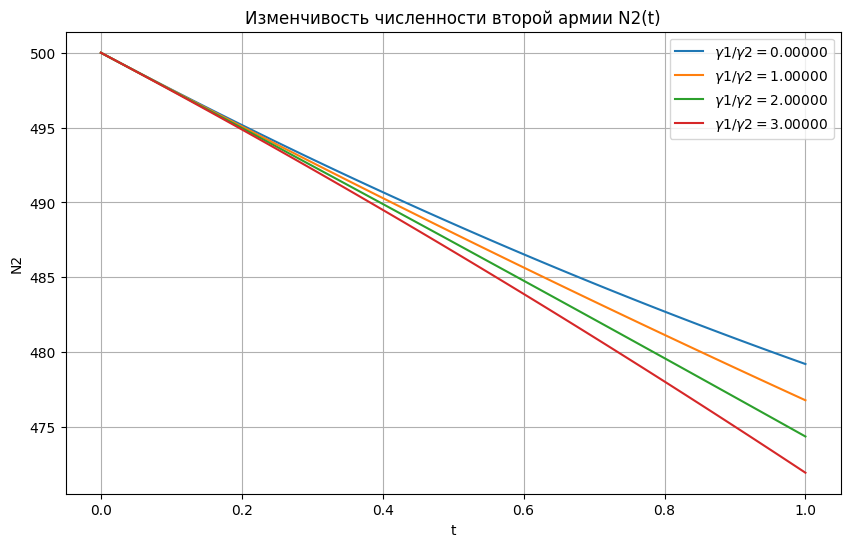 Изменчивость численности второй армии N2(t)
γ1/γ2 = 0.00000
γ1/γ2 = 1.00000
γ1/γ2 = 2.00000
γ1/γ2 = 3.00000
500
495
490
485
480
475
N2
0.0 0.2 0.4 0.6 0.8 1.0
t